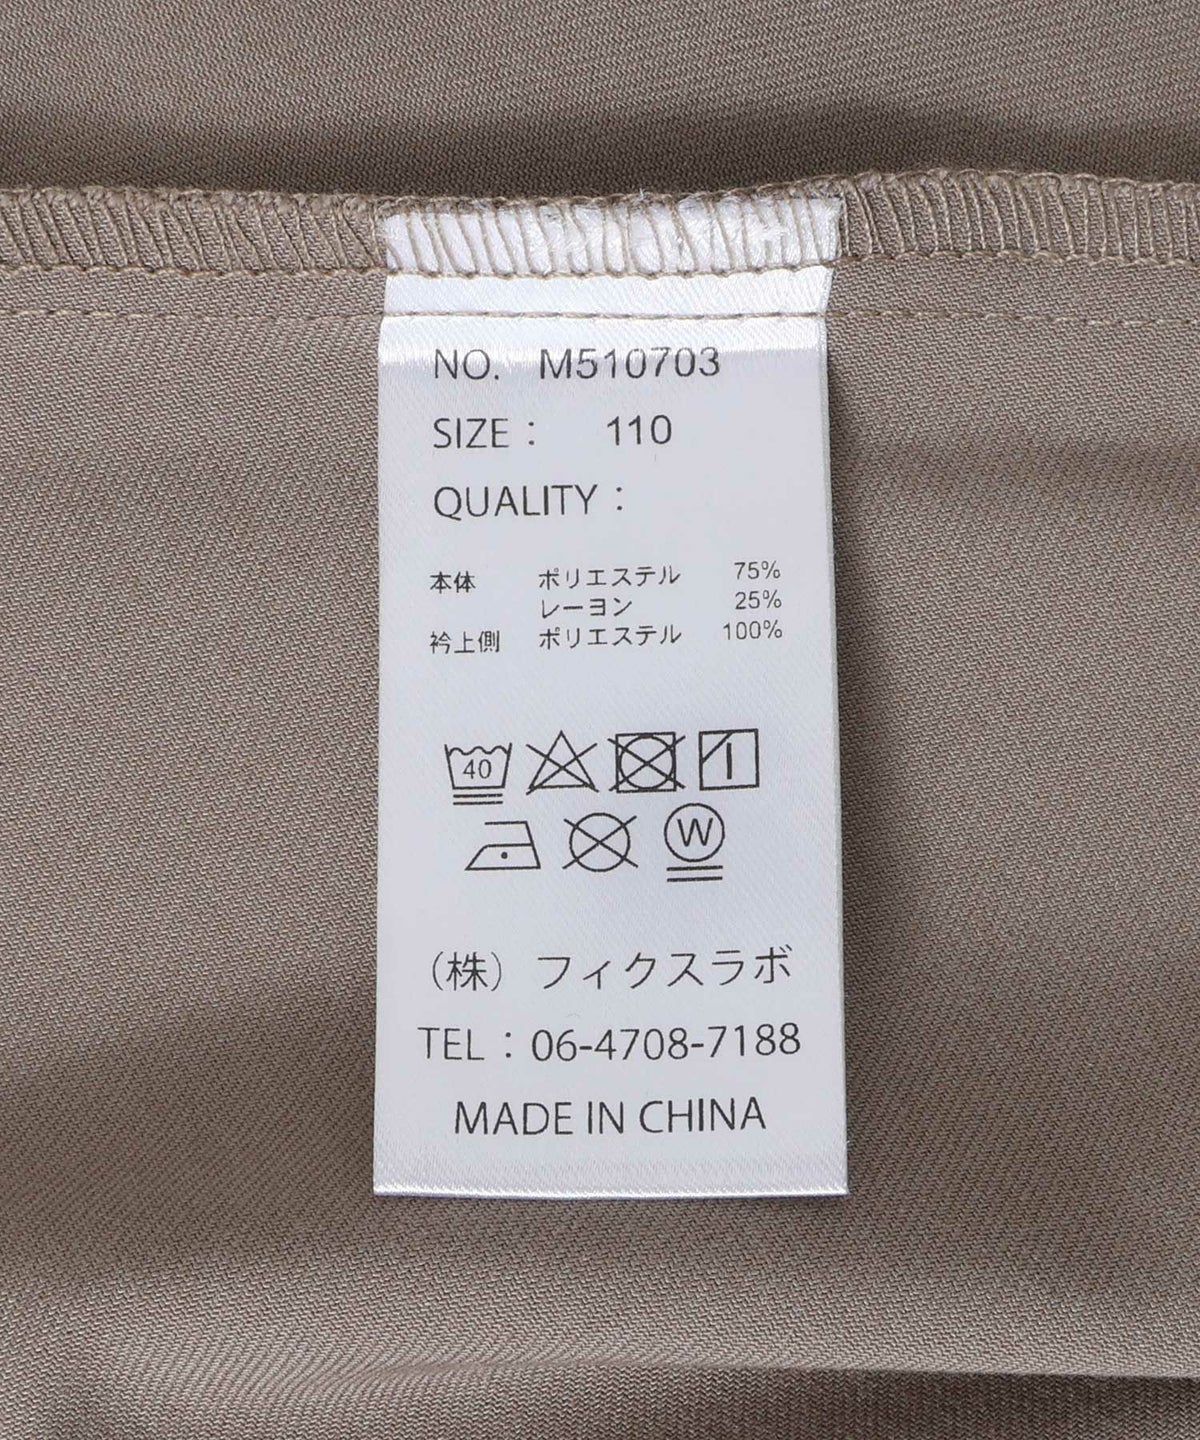 NO. M510703
SIZE： 110
QUALITY：
本体 ポリエステル 75%
レーヨン 25%
衿上側 ポリエステル 100%
40
W
（株）フィクスラボ
TEL：06-4708-7188
MADE IN CHINA